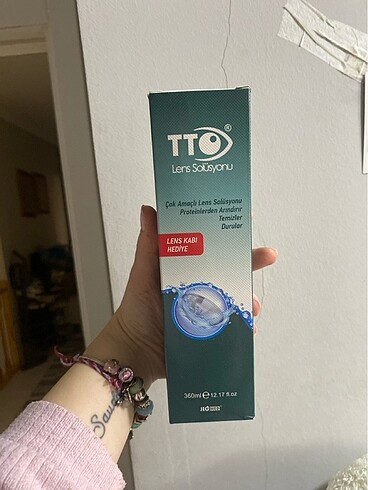 TTO®
Lens Solüsyonu
Çok Amaçlı Lens Solüsyonu
Proteinlerden Arındırır
Temizler
Durular
LENS KABI
HEDİYE
360ml e 12.17 fl.oz